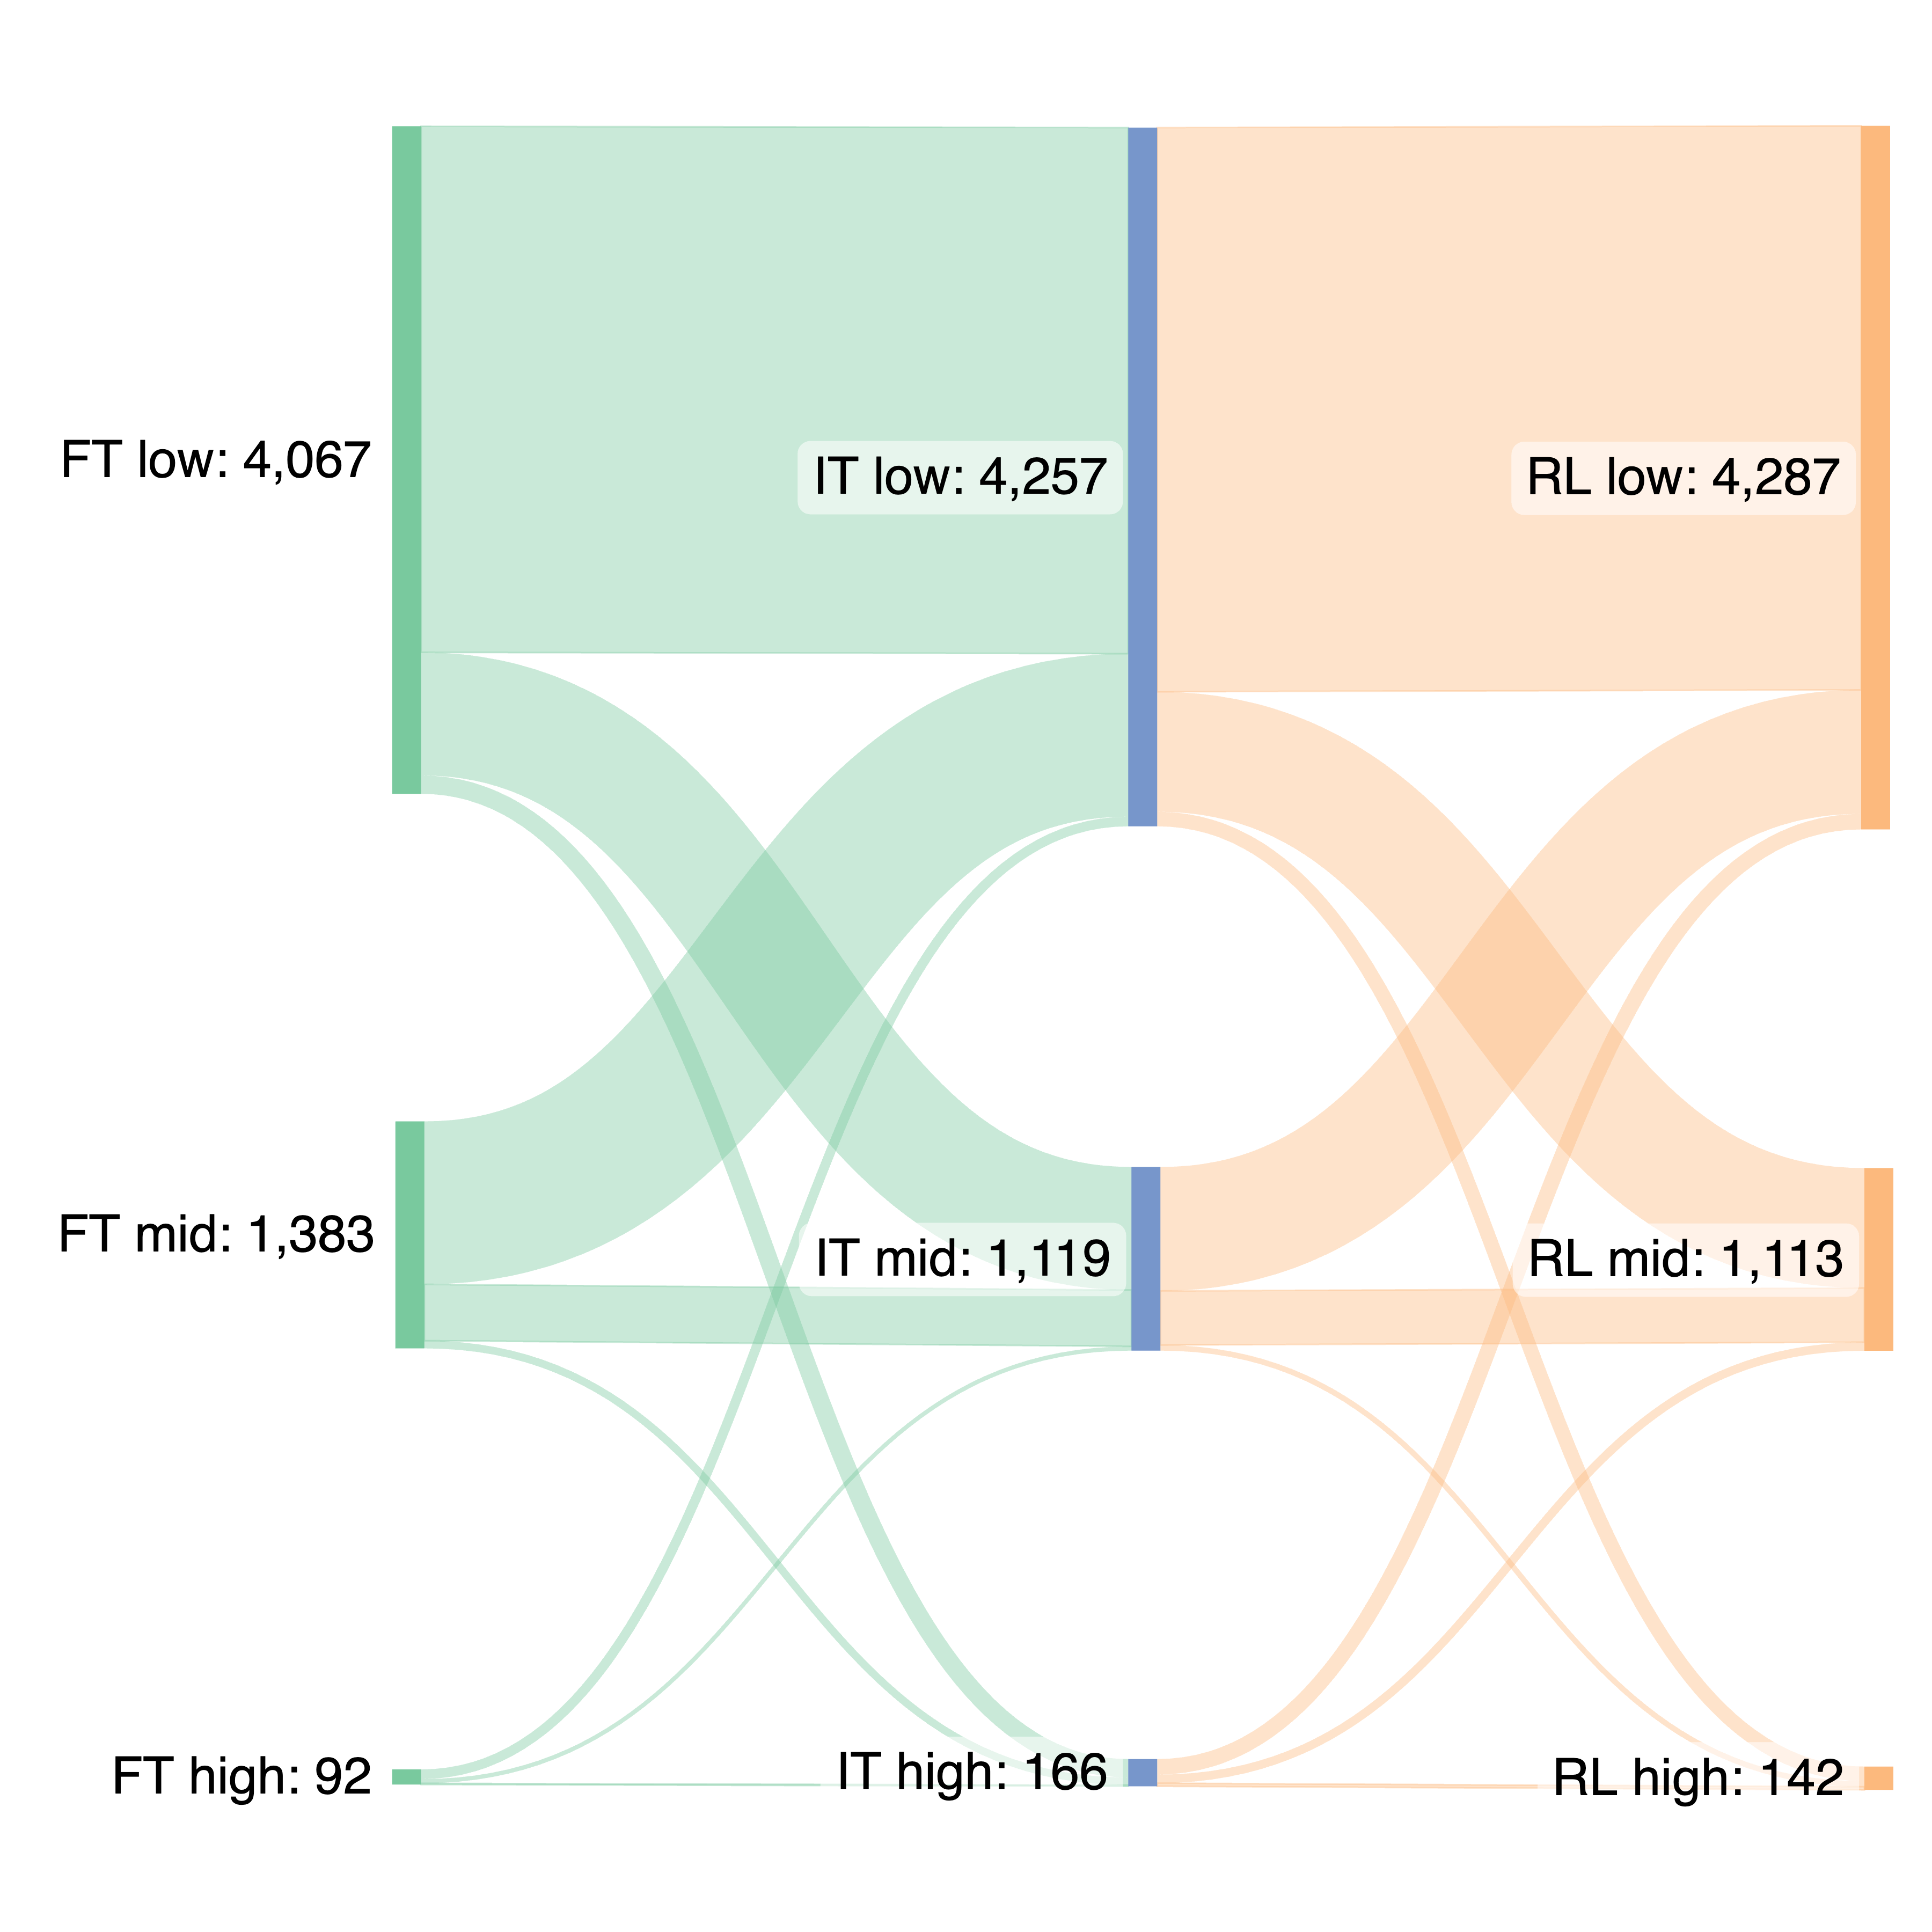 FT low: 4,067
IT low: 4,257
RL low: 4,287
FT mid: 1,383
IT mid: 1,119
RL mid: 1,113
FT high: 92
IT high: 166
RL high: 142